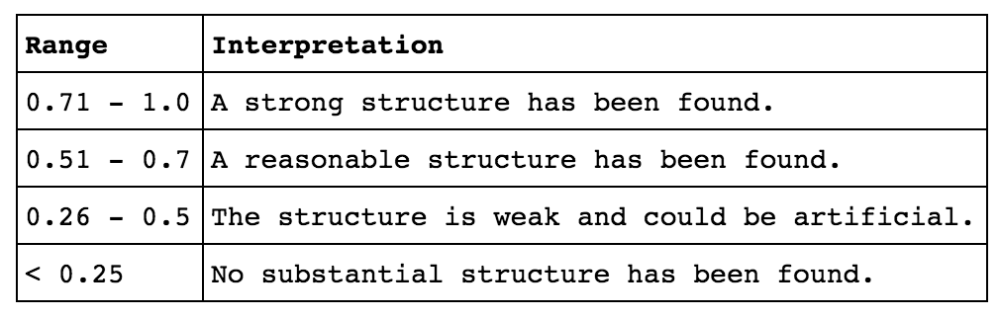 Range Interpretation
0.71 - 1.0 A strong structure has been found.
0.51 - 0.7 A reasonable structure has been found.
0.26 - 0.5 The structure is weak and could be artificial.
< 0.25 No substantial structure has been found.